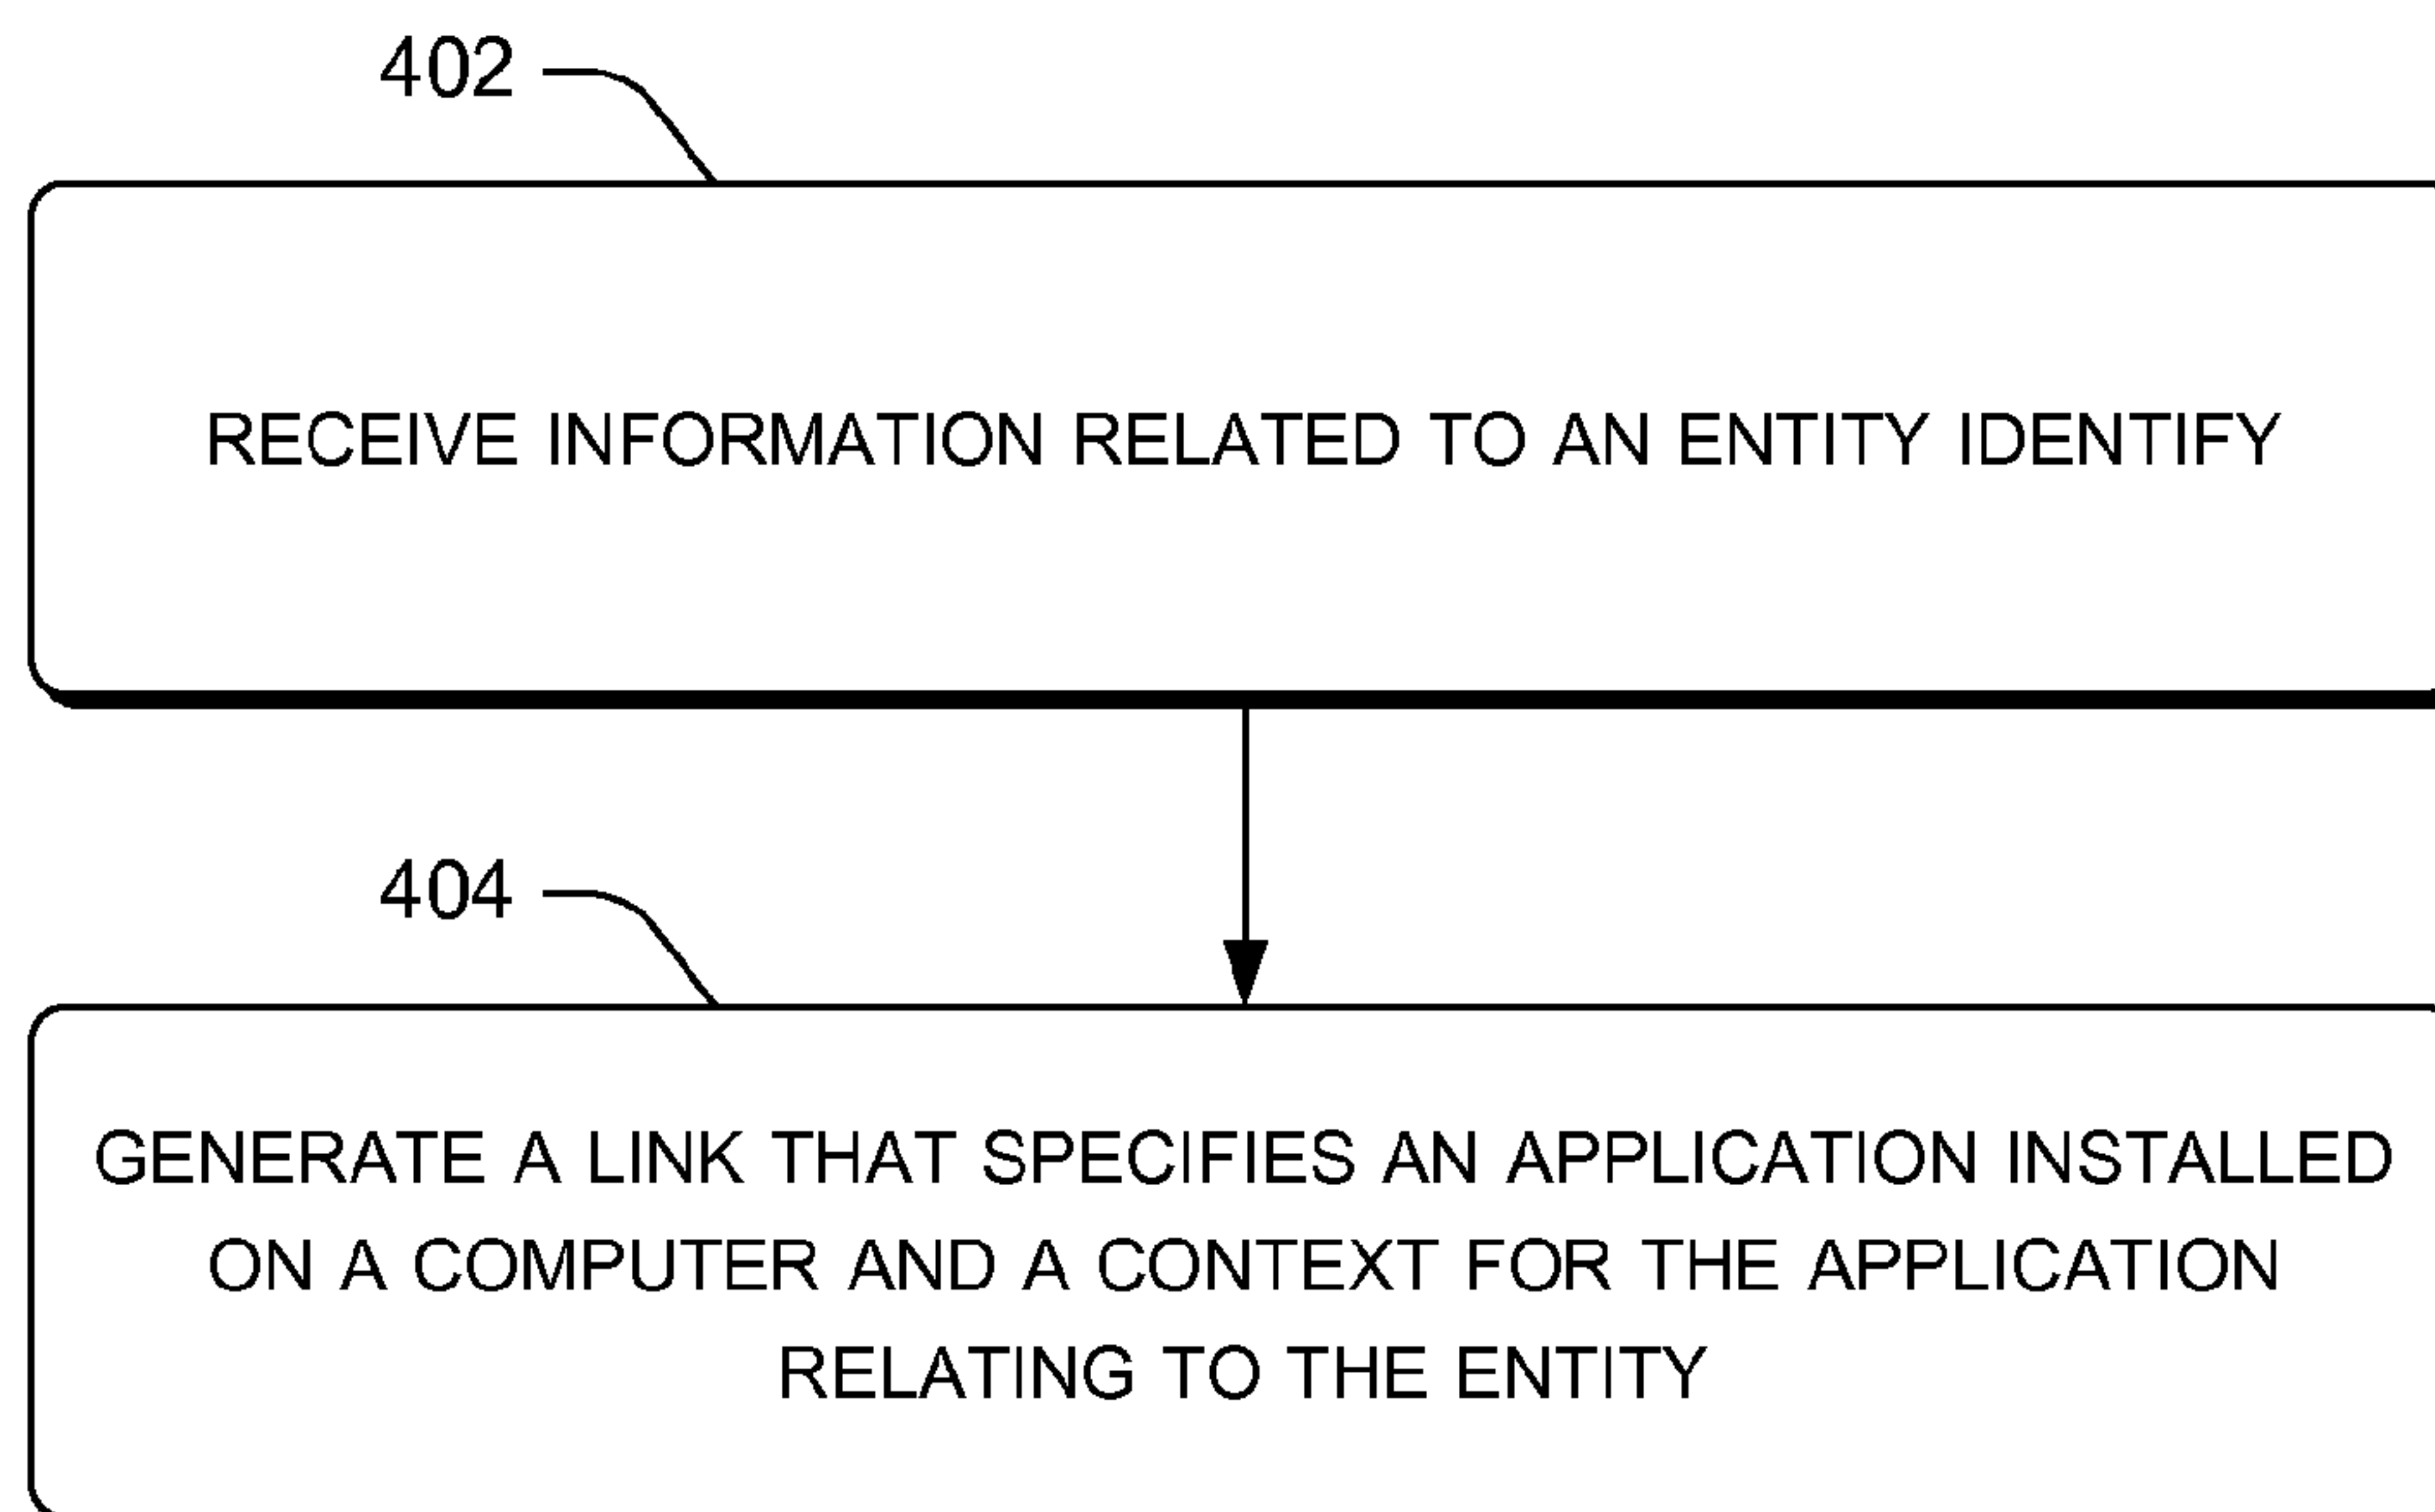 402
RECEIVE INFORMATION RELATED TO AN ENTITY IDENTIFY
404
GENERATE A LINK THAT SPECIFIES AN APPLICATION INSTALLED
ON A COMPUTER AND A CONTEXT FOR THE APPLICATION
RELATING TO THE ENTITY